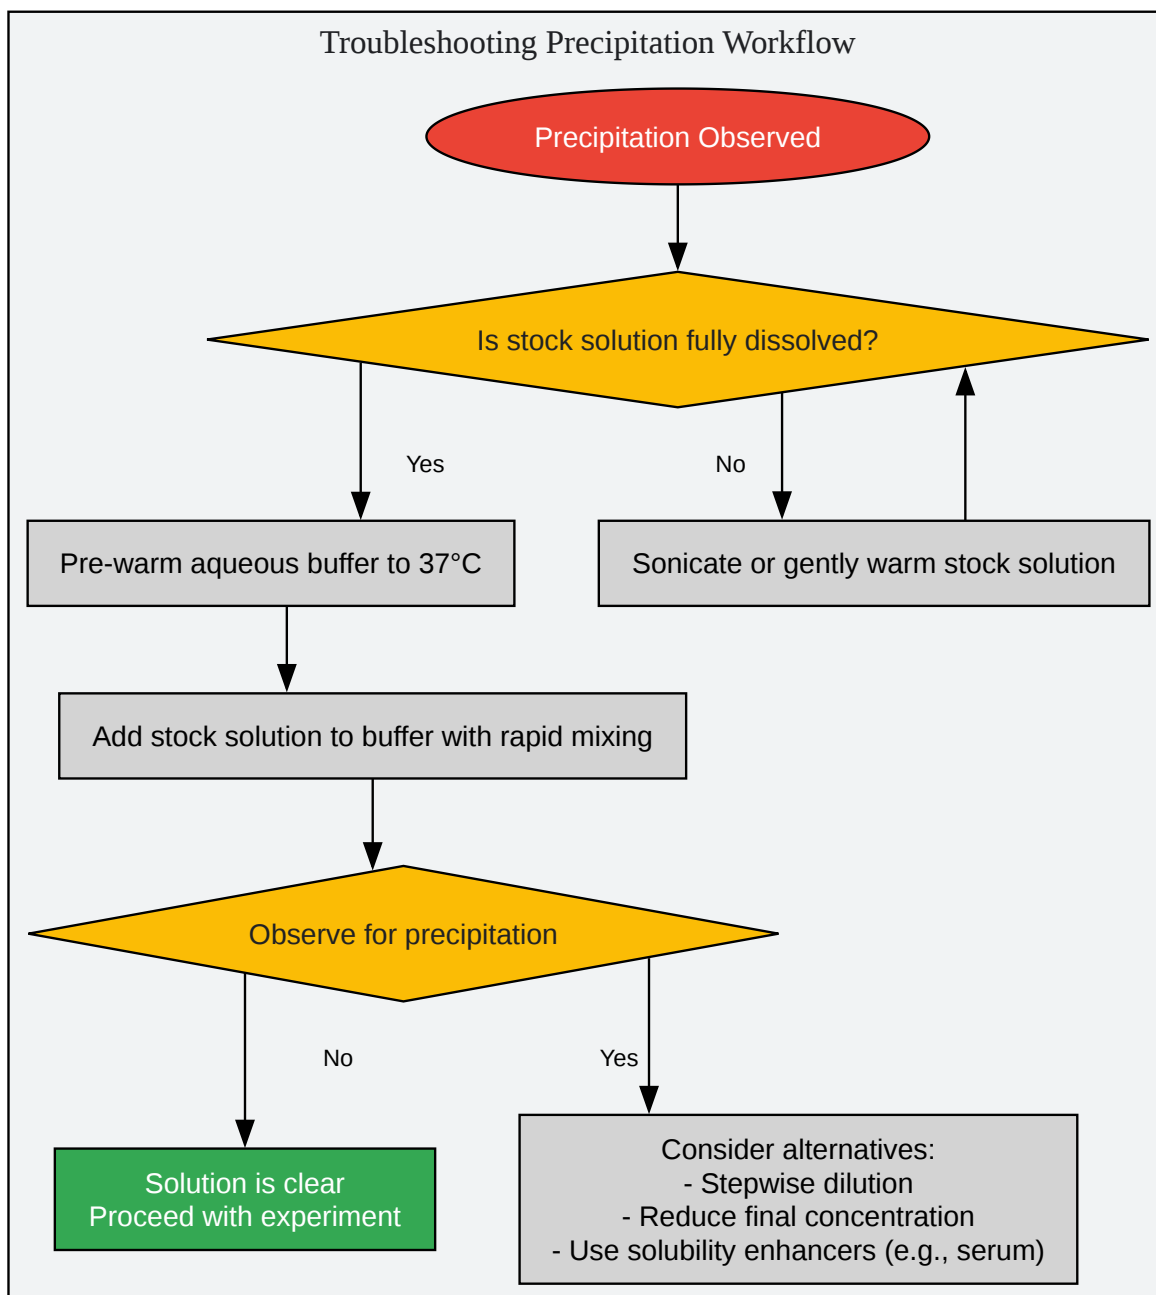 Troubleshooting Precipitation Workflow
Precipitation Observed
Is stock solution fully dissolved?
Yes
No
Pre-warm aqueous buffer to 37°C
Sonicate or gently warm stock solution
Add stock solution to buffer with rapid mixing
Observe for precipitation
No
Yes
Solution is clear
Proceed with experiment
Consider alternatives:
- Stepwise dilution
- Reduce final concentration
- Use solubility enhancers (e.g., serum)